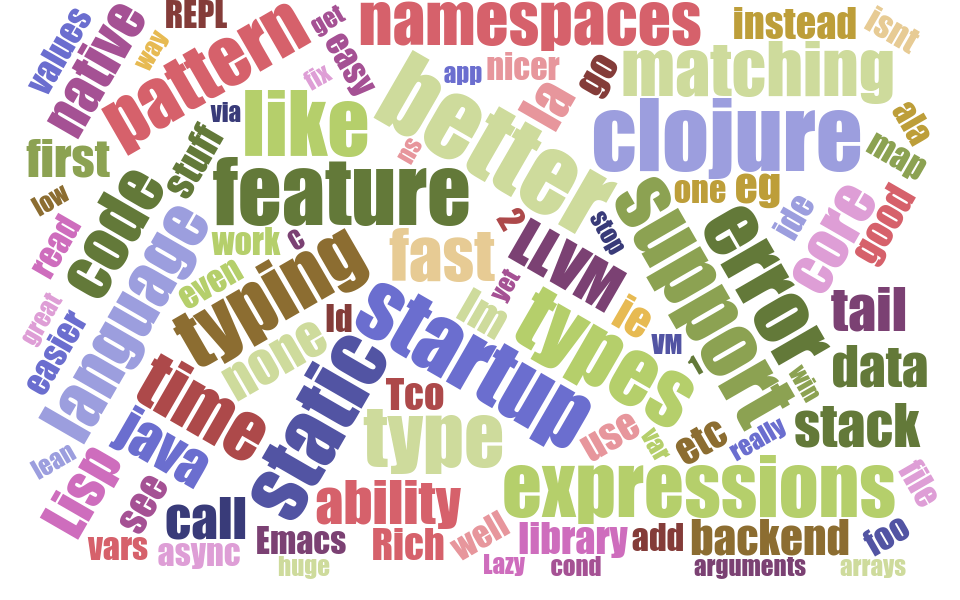 values
native
way
REPL
pattern
get
easy
fix
namespaces
instead
isnt
app
nicer
go
matching
la
better
via
like
clojure
ala
map
first
stuff
ns
low
code
feature
one
eg
ide
core
good
read
language
work
c
even
typing
fast
2
LLVM
stop
support
error
yet
great
easier
none
Id
startup
Im
types
ie
VM
1
tail
data
win
time
static
Tco
type
java
use
var
etc
really
stack
lean
Lisp
see
call
ability
expressions
file
vars
async
Emacs
huge
Rich
well
library
add
backend
foo
Lazy
cond
arguments
arrays